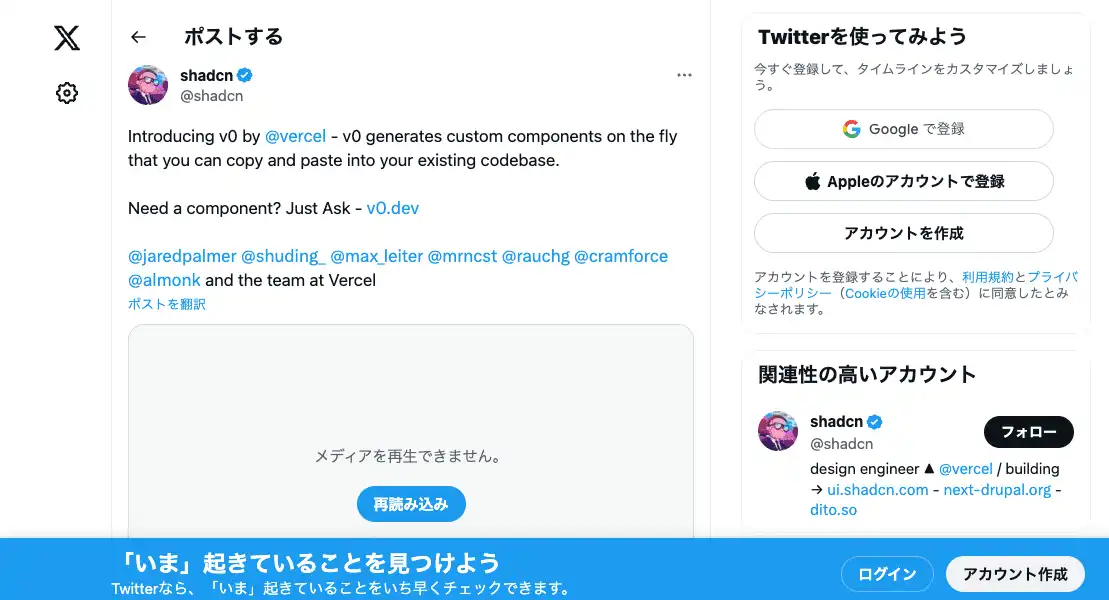 ポストする
shadcn
@shadcn
Introducing v0 by @vercel - v0 generates custom components on the fly
that you can copy and paste into your existing codebase.
Need a component? Just Ask - v0.dev
@jaredpalmer @shuding_ @max_leiter @mrncst @rauchg @cramforce
@almonk and the team at Vercel
ポストを翻訳
メディアを再生できません。
再読み込み
Twitterを使ってみよう
今すぐ登録して、タイムラインをカスタマイズしましょ
う。
Google で登録
Appleのアカウントで登録
アカウントを作成
アカウントを登録することにより、利用規約とプライバ
シーポリシー（Cookieの使用を含む）に同意したとみ
なされます。
関連性の高いアカウント
shadcn
@shadcn
フォロー
design engineer ▲ @vercel / building
→ ui.shadcn.com - next-drupal.org -
dito.so
「いま」起きていることを見つけよう
Twitterなら、「いま」起きていることをいち早くチェックできます。
ログイン
アカウント作成